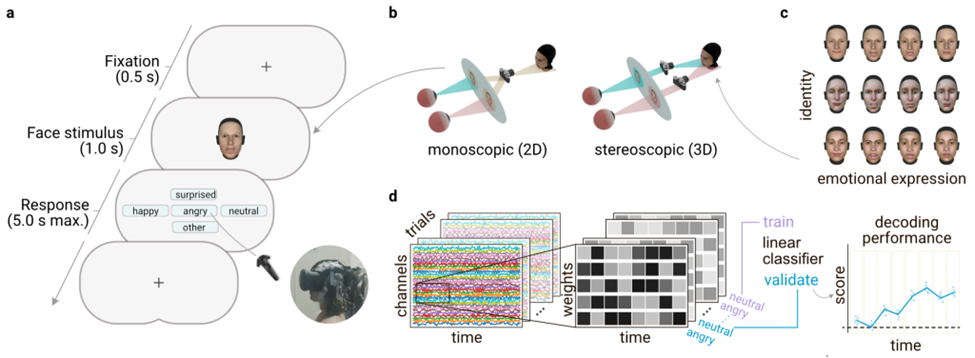 a
Fixation
(0.5 s)
Face stimulus
(1.0 s)
Response
(5.0 s max.)
surprised
happy
angry
neutral
other
b
monoscopic (2D)
stereoscopic (3D)
c
identity
emotional expression
d
trials
channels
time
weights
time
neutral
angry
neutral
angry
train
linear
classifier
validate
decoding
performance
score
time